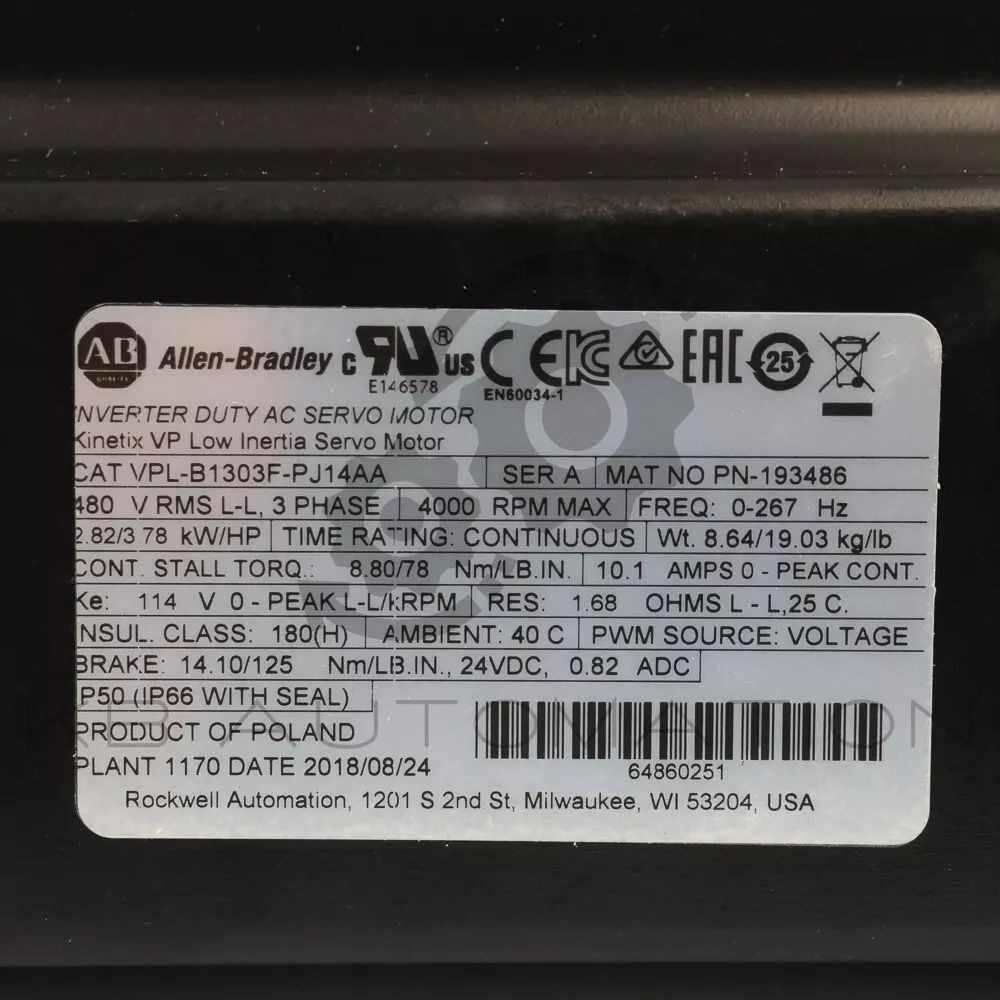 AB Allen-Bradley c RU ® us CE KC EAC 25
E146578
EN60034-1
INVERTER DUTY AC SERVO MOTOR
Kinetix VP Low Inertia Servo Motor
CAT VPL-B1303F-PJ14AA SER A MAT NO PN-193486
480 V RMS L-L, 3 PHASE 4000 RPM MAX FREQ: 0-267 Hz
2.82/3.78 kW/HP TIME RATING: CONTINUOUS Wt. 8.64/19.03 kg/lb
CONT. STALL TORQ.: 8.80/78 Nm/LB.IN. 10.1 AMPS 0 - PEAK CONT.
Ke: 114 V 0 - PEAK L-L/kRPM RES: 1.68 OHMS L - L,25 C.
INSUL. CLASS: 180(H) AMBIENT: 40 C PWM SOURCE: VOLTAGE
BRAKE: 14.10/125 Nm/LB.IN., 24VDC, 0.82 ADC
IP50 (IP66 WITH SEAL)
AUTOMATION
PRODUCT OF POLAND
PLANT 1170 DATE 2018/08/24
64860251
Rockwell Automation, 1201 S 2nd St, Milwaukee, WI 53204, USA